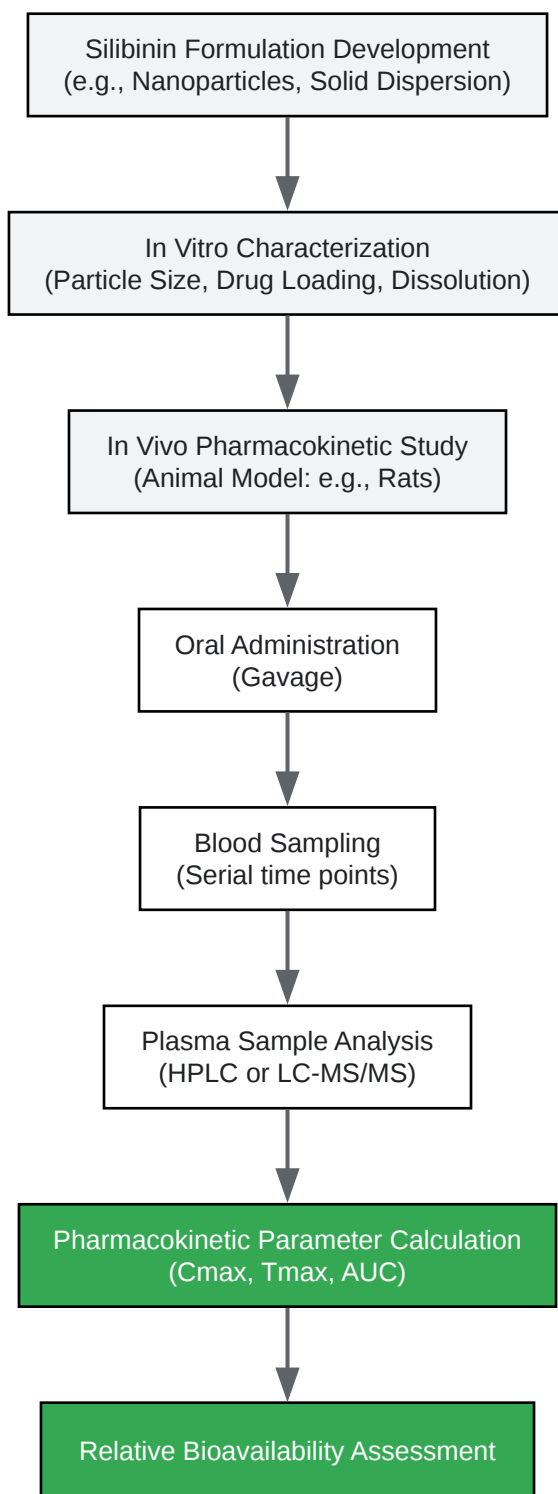 Silibinin Formulation Development
(e.g., Nanoparticles, Solid Dispersion)
In Vitro Characterization
(Particle Size, Drug Loading, Dissolution)
In Vivo Pharmacokinetic Study
(Animal Model: e.g., Rats)
Oral Administration
(Gavage)
Blood Sampling
(Serial time points)
Plasma Sample Analysis
(HPLC or LC-MS/MS)
Pharmacokinetic Parameter Calculation
(Cmax, Tmax, AUC)
Relative Bioavailability Assessment